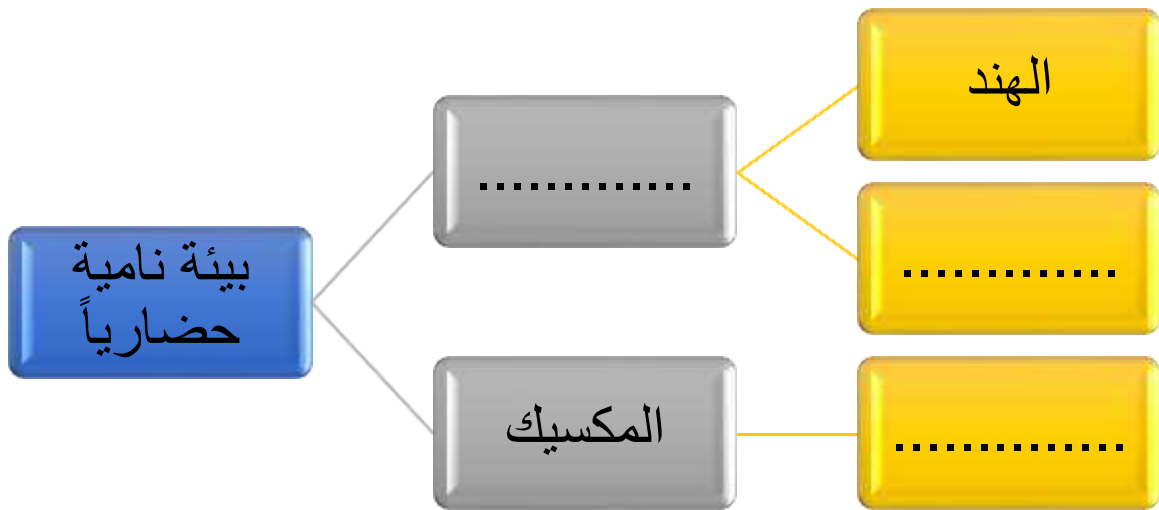 بيئة نامية
حضارياً
.............
المكسيك
الهند
.............
..............